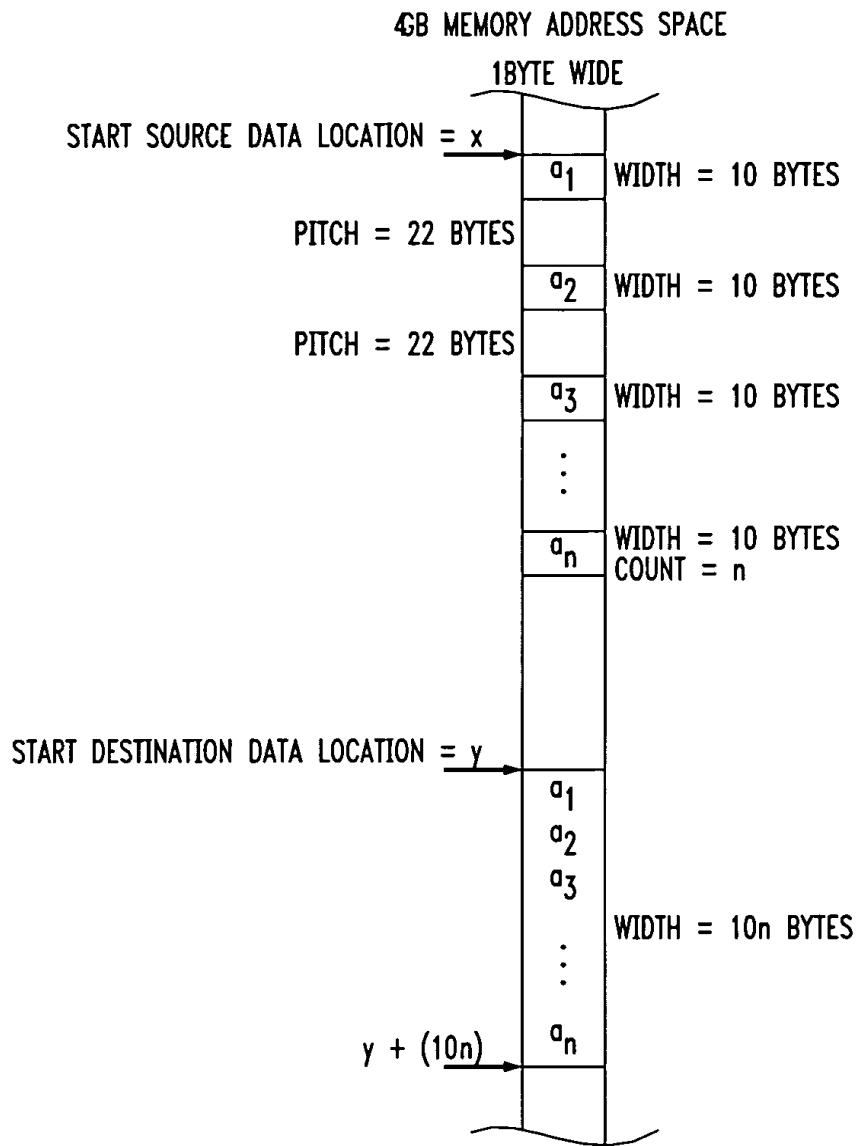 4GB MEMORY ADDRESS SPACE
1BYTE WIDE
START SOURCE DATA LOCATION = x
a1 WIDTH = 10 BYTES
PITCH = 22 BYTES
a2 WIDTH = 10 BYTES
PITCH = 22 BYTES
a3 WIDTH = 10 BYTES
⋮
an WIDTH = 10 BYTES
COUNT = n
START DESTINATION DATA LOCATION = y
a1
a2
a3
WIDTH = 10n BYTES
⋮
an
y + (10n)